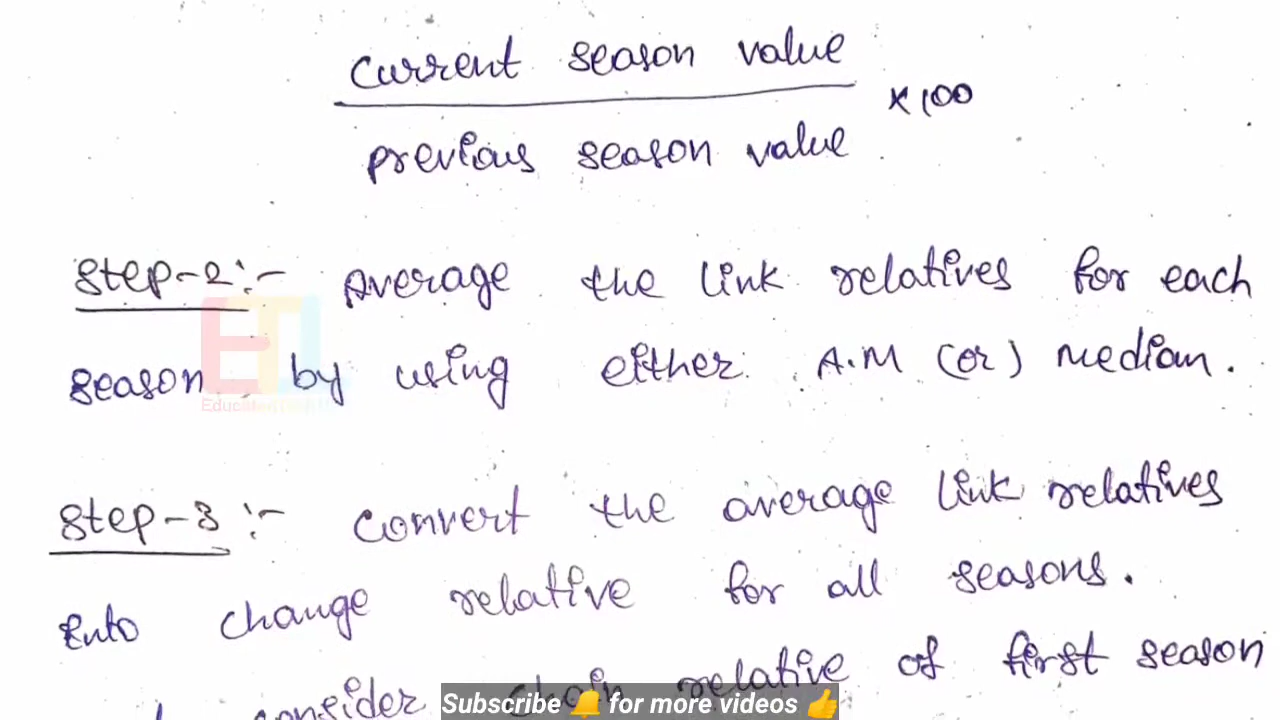 Current season value
───────────── × 100
previous season value
Step-2:- Average the link relatives for each
season by using either A.M (or) median.
Step-3:- Convert the average link relatives
into change relative for all seasons.
consider chain relative of first season
Subscribe 🔔 for more videos 👍